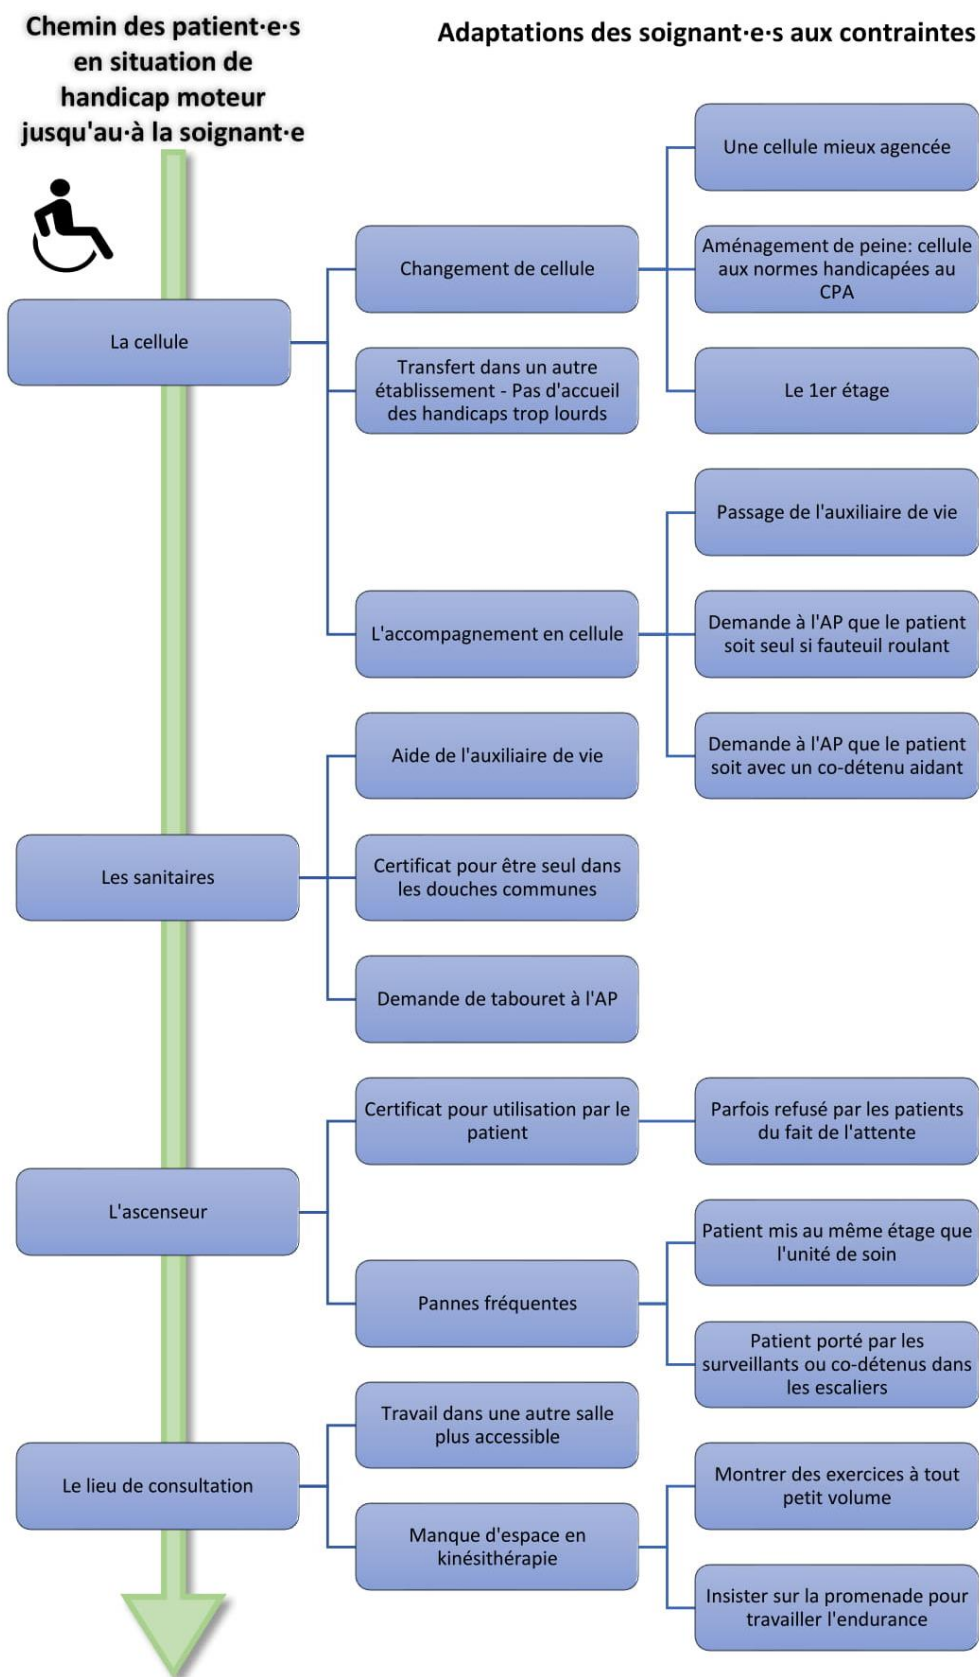 Chemin des patient·e·s
en situation de
handicap moteur
jusqu'au·à la soignant·e
Adaptations des soignant·e·s aux contraintes
La cellule
Changement de cellule
Une cellule mieux agencée
Aménagement de peine: cellule
aux normes handicapées au
CPA
Le 1er étage
Transfert dans un autre
établissement - Pas d'accueil
des handicaps trop lourds
L'accompagnement en cellule
Passage de l'auxiliaire de vie
Demande à l'AP que le patient
soit seul si fauteuil roulant
Demande à l'AP que le patient
soit avec un co-détenu aidant
Les sanitaires
Aide de l'auxiliaire de vie
Certificat pour être seul dans
les douches communes
Demande de tabouret à l'AP
L'ascenseur
Certificat pour utilisation par le
patient
Parfois refusé par les patients
du fait de l'attente
Pannes fréquentes
Patient mis au même étage que
l'unité de soin
Patient porté par les
surveillants ou co-détenus dans
les escaliers
Le lieu de consultation
Travail dans une autre salle
plus accessible
Manque d'espace en
kinésithérapie
Montrer des exercices à tout
petit volume
Insister sur la promenade pour
travailler l'endurance